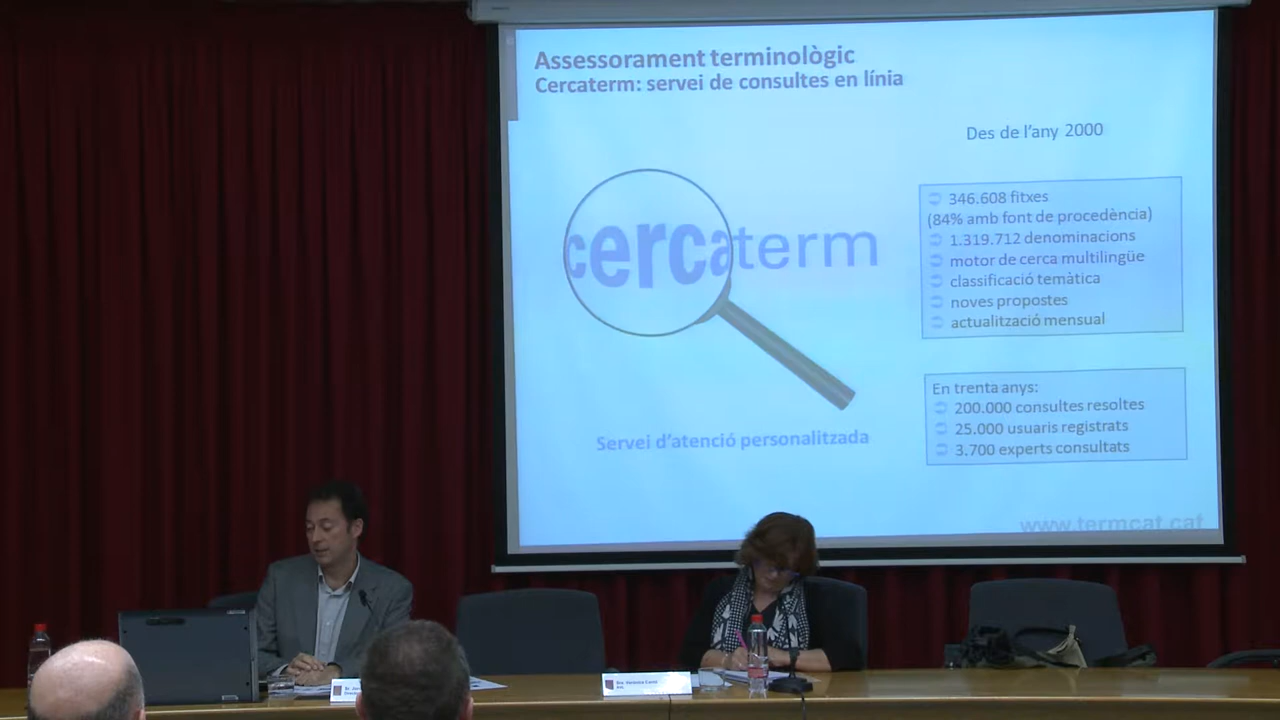 Assessorament terminològic
Cercaterm: servei de consultes en línia
Des de l'any 2000
cercaterm
346.608 fitxes
(84% amb font de procedència)
1.319.712 denominacions
motor de cerca multilingüe
classificació temàtica
noves propostes
actualització mensual
En trenta anys:
200.000 consultes resoltes
25.000 usuaris registrats
3.700 experts consultats
Servei d'atenció personalitzada
www.termcat.cat